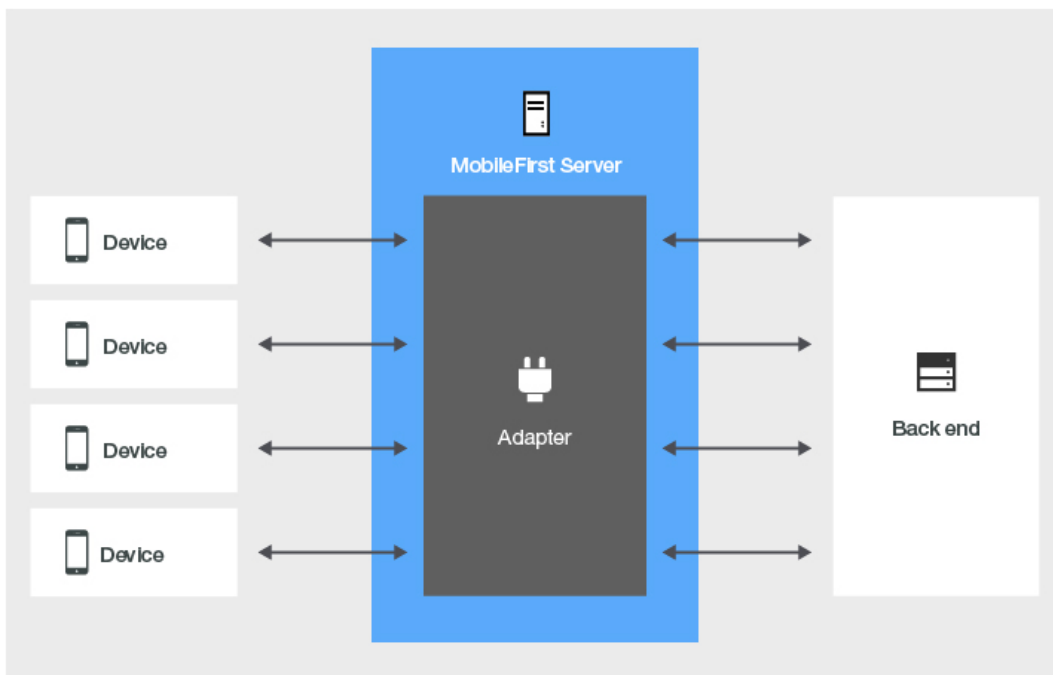 MobileFirst Server
Device
Device
Device
Device
Adapter
Back end